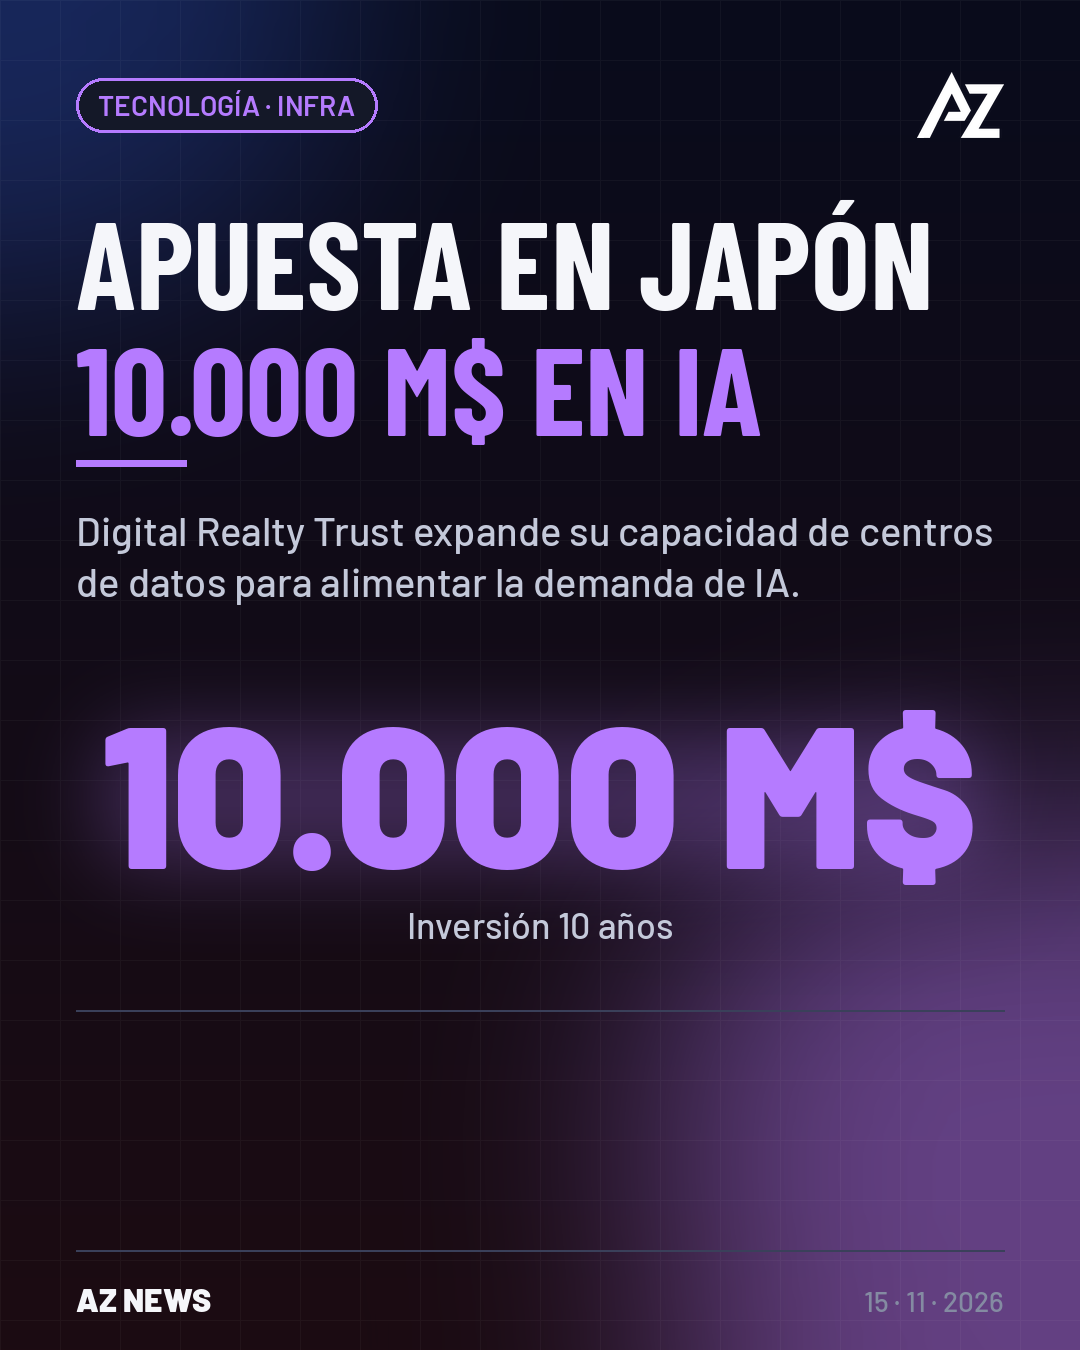 TECNOLOGÍA · INFRA
AZ
APUESTA EN JAPÓN
10.000 M$ EN IA
Digital Realty Trust expande su capacidad de centros
de datos para alimentar la demanda de IA.
10.000 M$
Inversión 10 años
AZ NEWS
15 · 11 · 2026